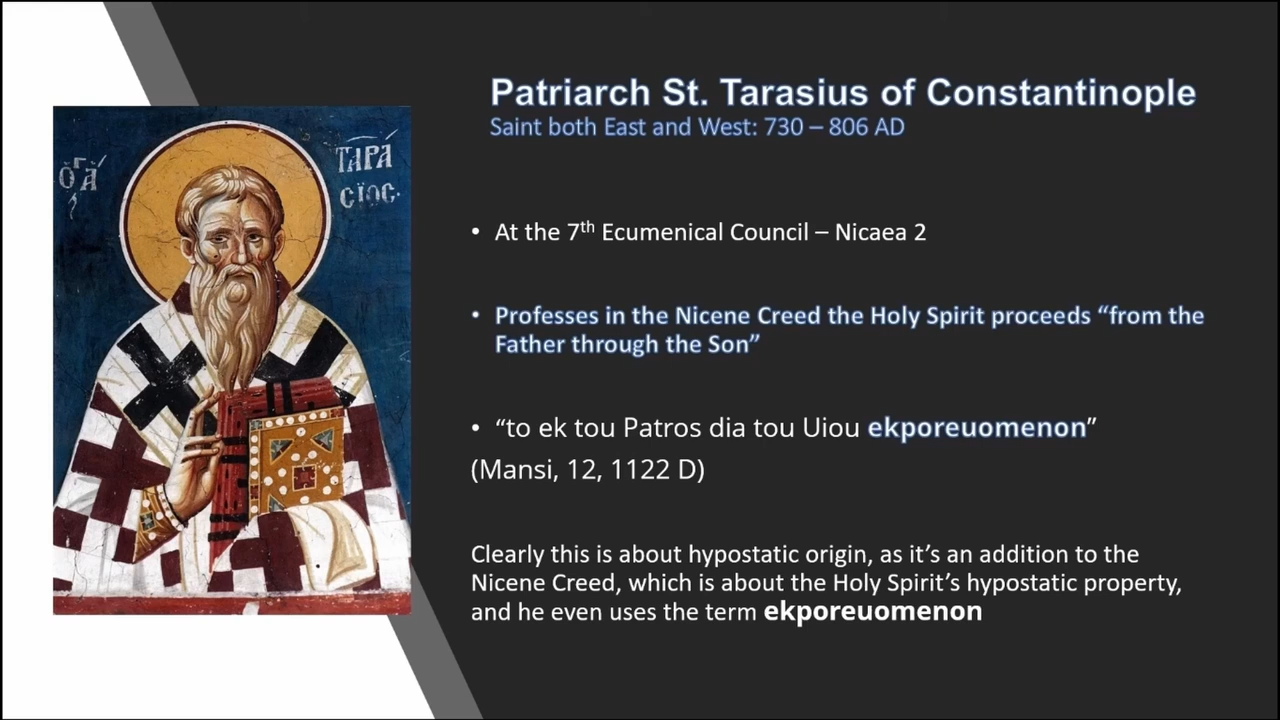 Patriarch St. Tarasius of Constantinople
Saint both East and West: 730 – 806 AD
ὁ ἅ
ΤΑΡΑ
ϹΙΟϹ
• At the 7th Ecumenical Council – Nicaea 2
• Professes in the Nicene Creed the Holy Spirit proceeds “from the
Father through the Son”
• “to ek tou Patros dia tou Uiou ekporeuomenon”
(Mansi, 12, 1122 D)
Clearly this is about hypostatic origin, as it’s an addition to the
Nicene Creed, which is about the Holy Spirit’s hypostatic property,
and he even uses the term ekporeuomenon